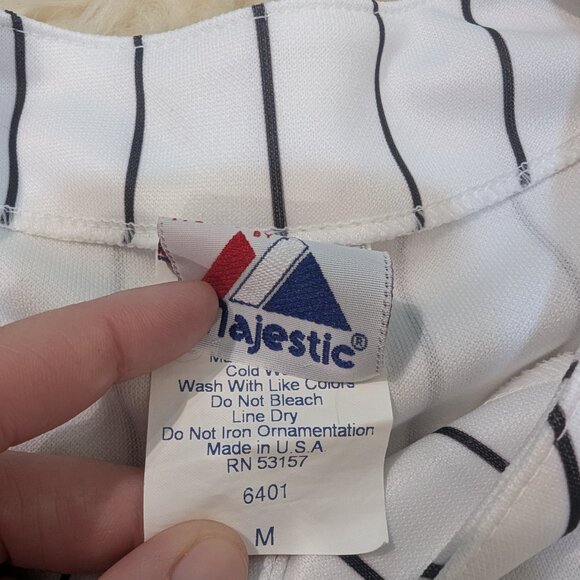 majestic®
Cold
Wash With Like Colors
Do Not Bleach
Line Dry
Do Not Iron Ornamentation
Made in U.S.A
RN 53157
6401
M